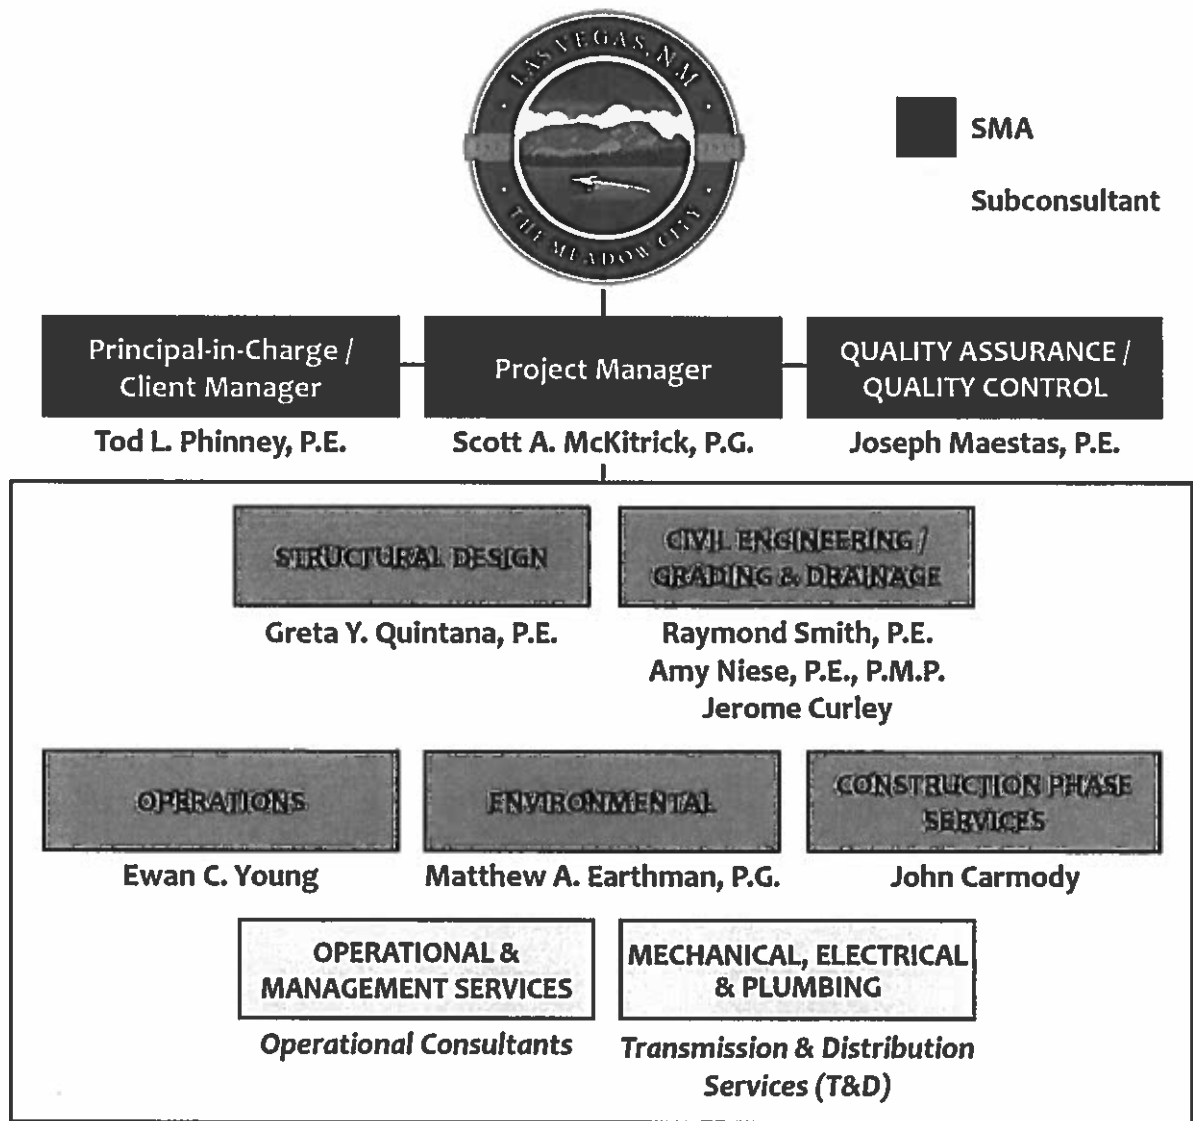 LAS VEGAS, NM
THE MEADOW CITY
SMA
Subconsultant
Principal-in-Charge /
Client Manager
Project Manager
QUALITY ASSURANCE /
QUALITY CONTROL
Tod L. Phinney, P.E.
Scott A. McKitrick, P.G.
Joseph Maestas, P.E.
STRUCTURAL DESIGN
CIVIL ENGINEERING /
GRADING & DRAINAGE
Greta Y. Quintana, P.E.
Raymond Smith, P.E.
Amy Niese, P.E., P.M.P.
Jerome Curley
OPERATIONS
ENVIRONMENTAL
CONSTRUCTION PHASE
SERVICES
Ewan C. Young
Matthew A. Earthman, P.G.
John Carmody
OPERATIONAL &
MANAGEMENT SERVICES
MECHANICAL, ELECTRICAL
& PLUMBING
Operational Consultants
Transmission & Distribution
Services (T&D)